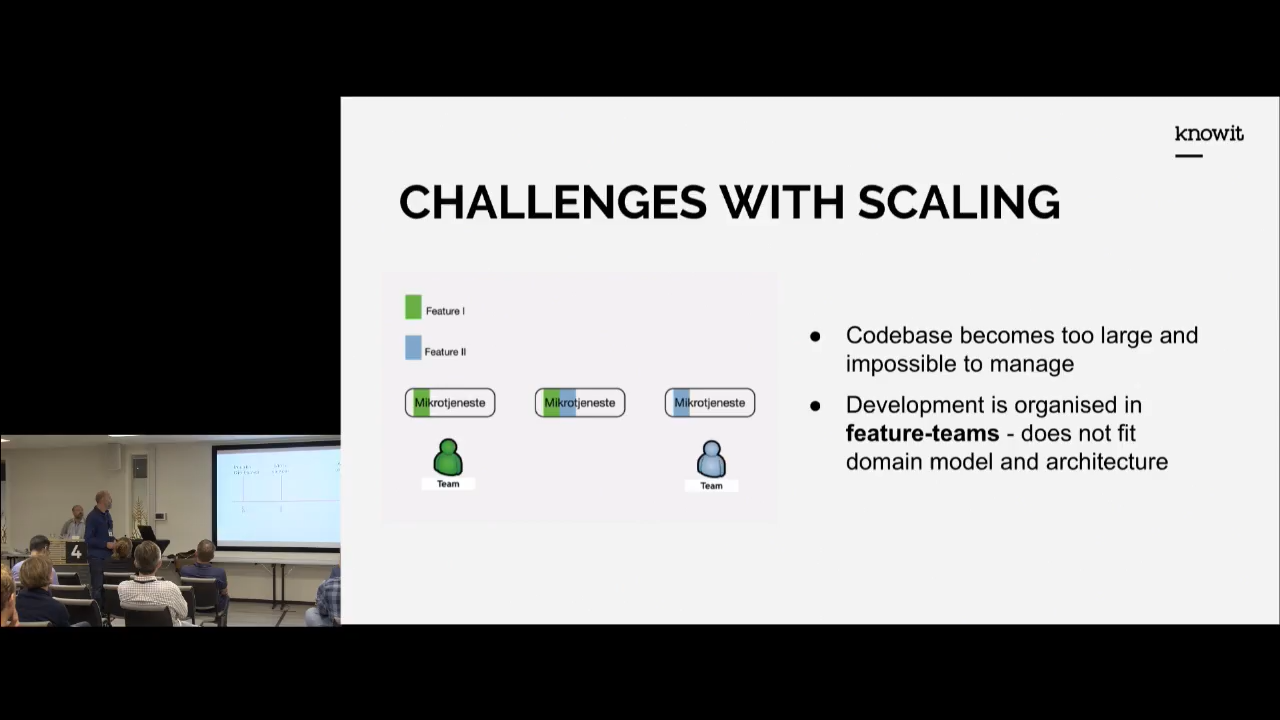 knowit
CHALLENGES WITH SCALING
Feature I
Feature II
Mikrotjeneste
Mikrotjeneste
Mikrotjeneste
Team
Team
● Codebase becomes too large and
impossible to manage
● Development is organised in
feature-teams - does not fit
domain model and architecture
4